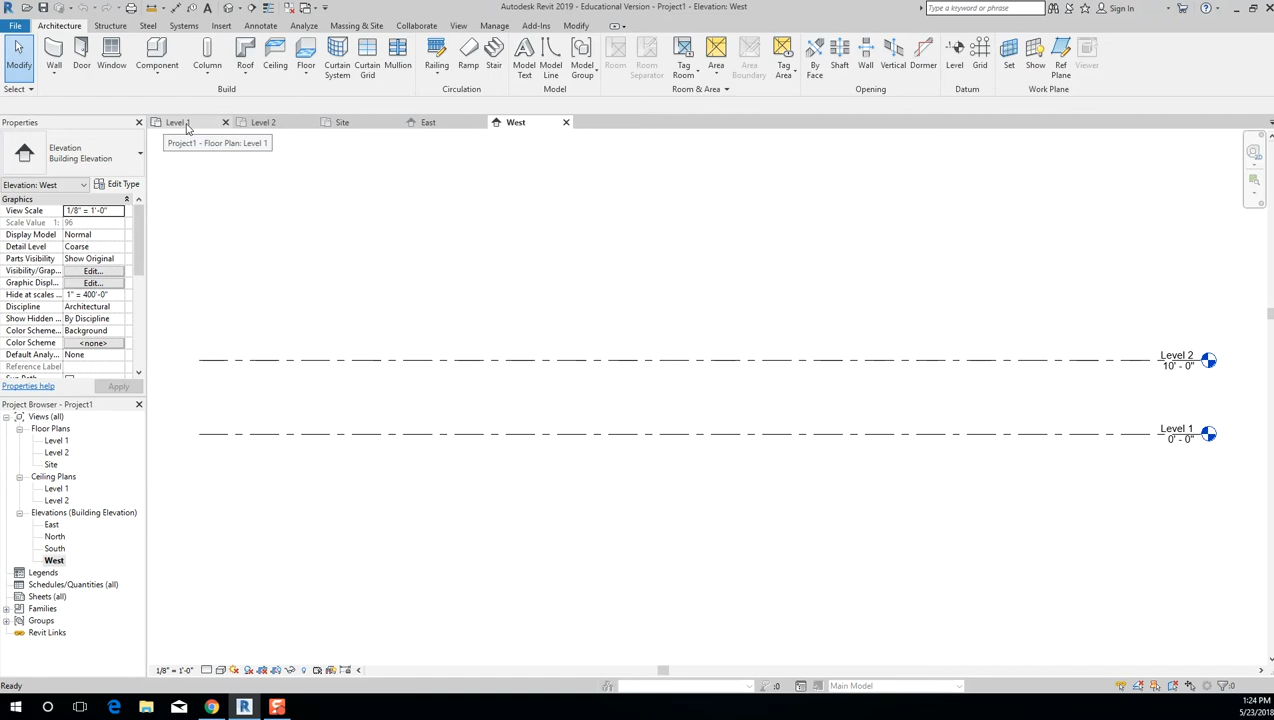 Autodesk Revit 2019 - Educational Version - Project1 - Elevation: West
Type a keyword or phrase
Sign In
File Architecture Structure Steel Systems Insert Annotate Analyze Massing & Site Collaborate View Manage Add-Ins Modify
Modify Wall Door Window Component Column Roof Ceiling Floor Curtain System Curtain Grid Mullion Railing Ramp Stair Model Text Model Line Model Group Room Room Separator Tag Room Area Area Boundary Tag Area By Face Shaft Wall Vertical Dormer Level Grid Set Show Ref Plane Viewer
Select Build Circulation Model Room & Area Opening Datum Work Plane
Properties
Level 1 Level 2 Site East West
Project1 - Floor Plan: Level 1
Elevation
Building Elevation
Elevation: West Edit Type
Graphics
View Scale 1/8" = 1'-0"
Scale Value 1: 96
Display Model Normal
Detail Level Coarse
Parts Visibility Show Original
Visibility/Grap... Edit...
Graphic Displ... Edit...
Hide at scales ... 1" = 400'-0"
Discipline Architectural
Show Hidden ... By Discipline
Color Scheme... Background
Color Scheme <none>
Default Analy... None
Reference Label
Properties help Apply
Project Browser - Project1
Views (all)
Floor Plans
Level 1
Level 2
Site
Ceiling Plans
Level 1
Level 2
Elevations (Building Elevation)
East
North
South
West
Legends
Schedules/Quantities (all)
Sheets (all)
Families
Groups
Revit Links
Level 2
10' - 0"
Level 1
0' - 0"
1/8" = 1'-0"
Ready
:0
Main Model
:0
1:24 PM
5/23/2018